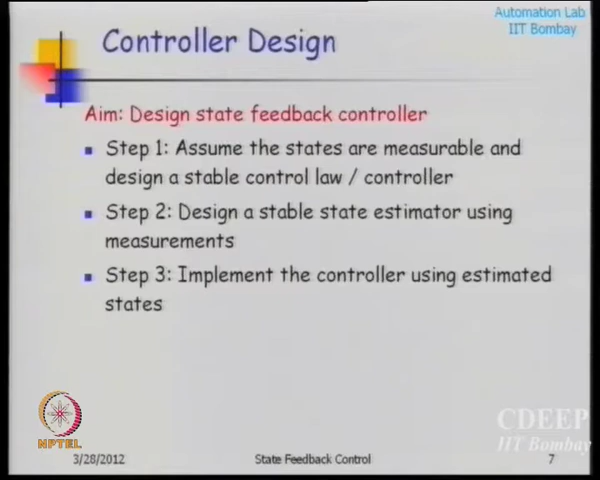 Automation Lab
IIT Bombay
Controller Design
Aim: Design state feedback controller
Step 1: Assume the states are measurable and
design a stable control law / controller
Step 2: Design a stable state estimator using
measurements
Step 3: Implement the controller using estimated
states
NPTEL
CDEEP
IIT Bombay
3/28/2012
State Feedback Control
7